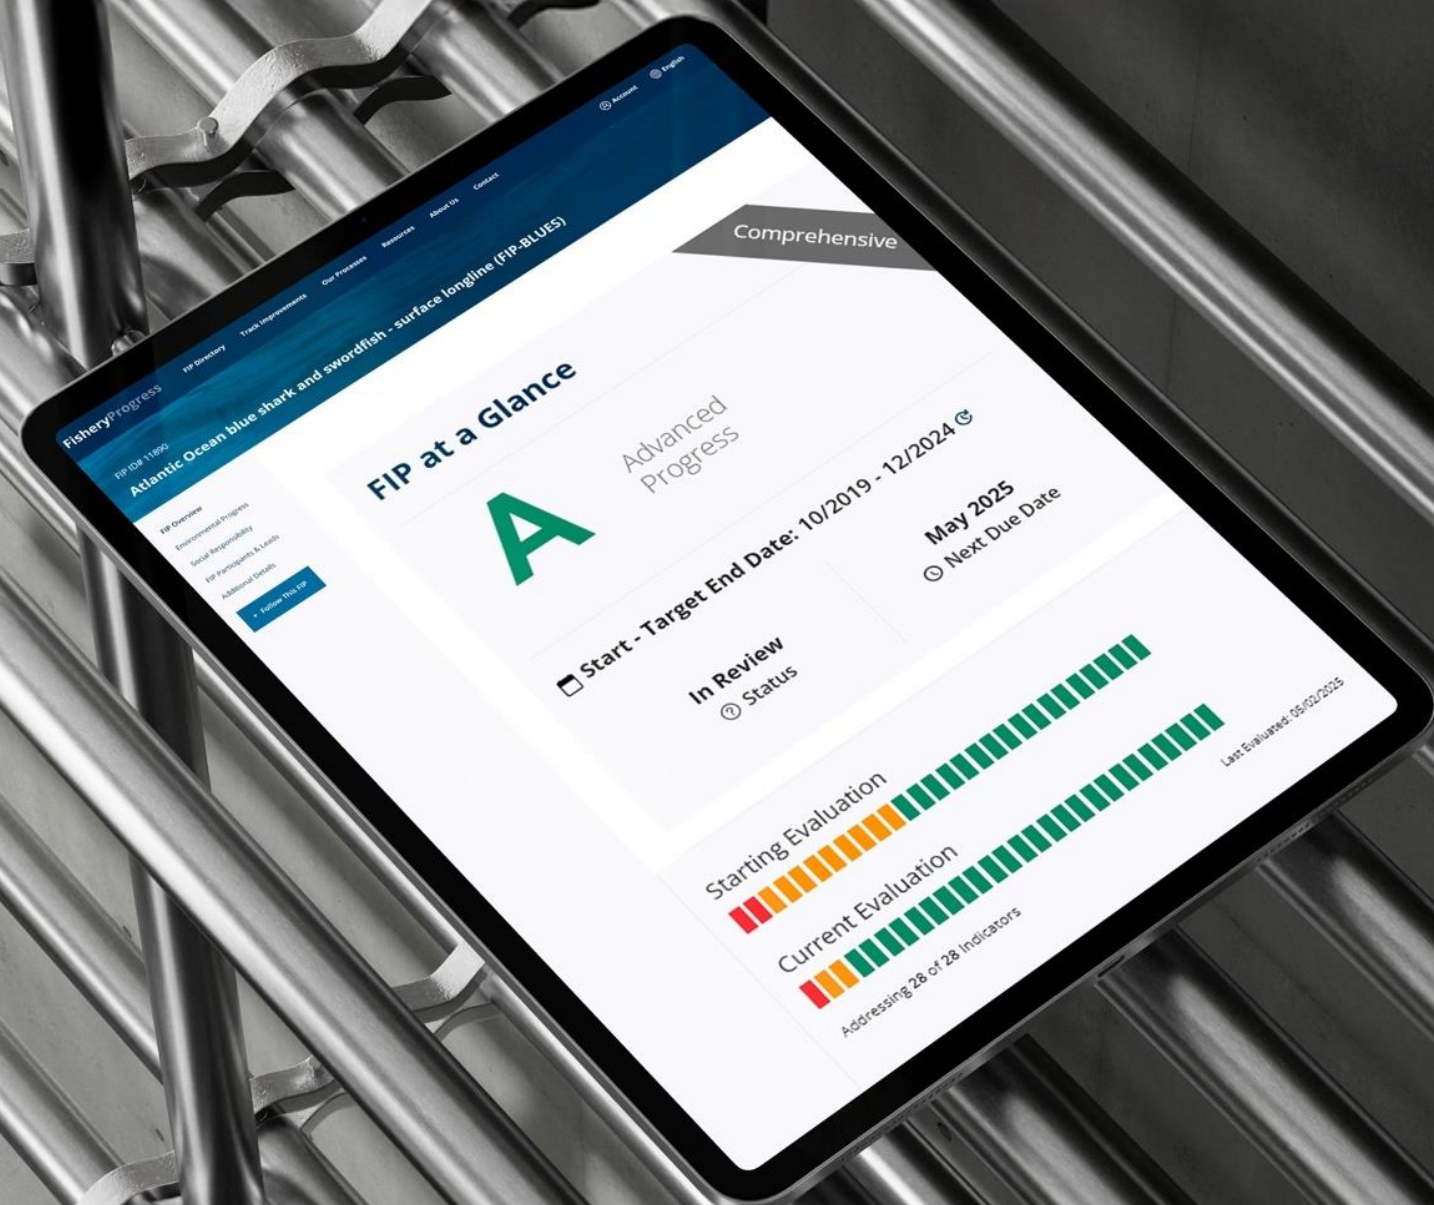 Account
English
FisheryProgress
FIP Directory
Track Improvements
Our Processes
Resources
About Us
Contact
FIP ID# 11890
Atlantic Ocean blue shark and swordfish - surface longline (FIP-BLUES)
FIP Overview
Environmental Progress
Social Responsibility
FIP Participants & Leads
Additional Details
+ Follow This FIP
Comprehensive
FIP at a Glance
A
Advanced
Progress
Start - Target End Date: 10/2019 - 12/2024
In Review
Status
May 2025
Next Due Date
Starting Evaluation
Current Evaluation
Addressing 28 of 28 Indicators
Last Evaluated: 05/02/2025